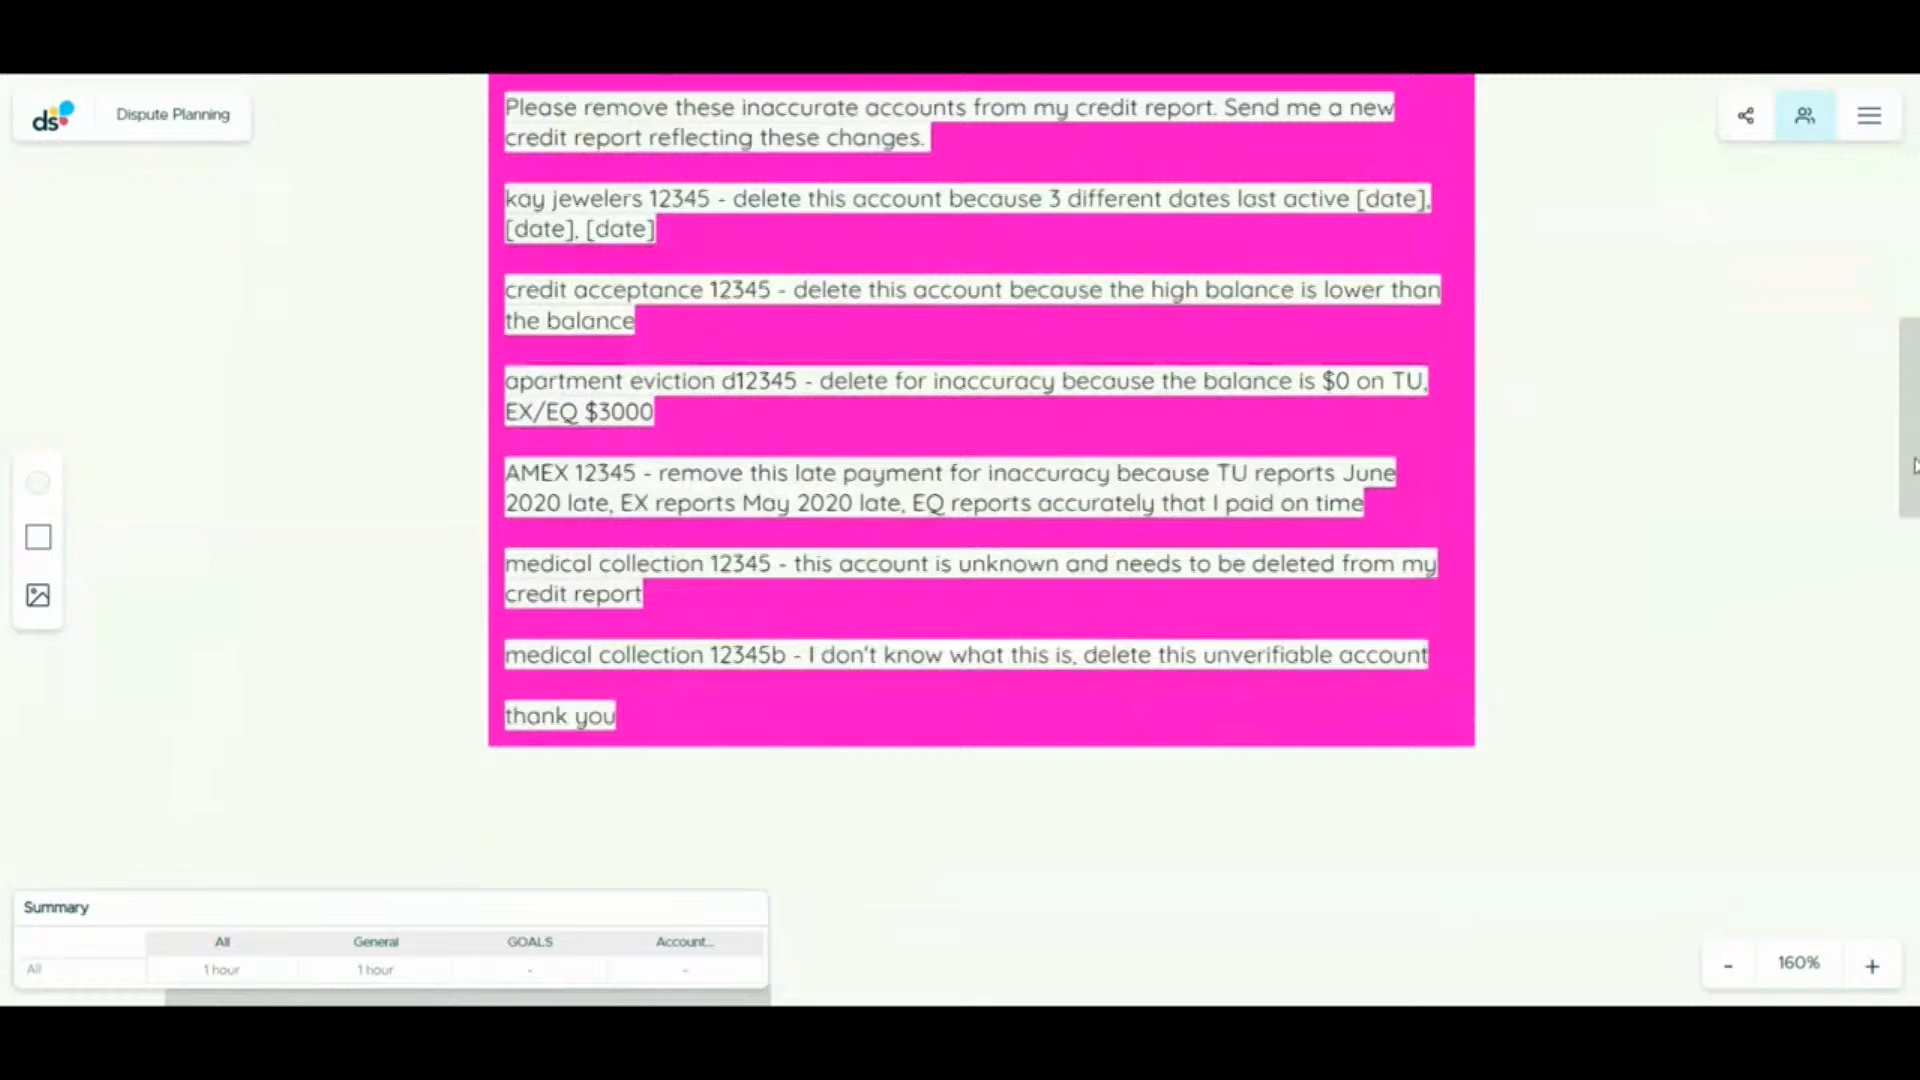 ds
Dispute Planning
Please remove these inaccurate accounts from my credit report. Send me a new
credit report reflecting these changes.
kay jewelers 12345 - delete this account because 3 different dates last active [date],
[date], [date]
credit acceptance 12345 - delete this account because the high balance is lower than
the balance
apartment eviction d12345 - delete for inaccuracy because the balance is $0 on TU,
EX/EQ $3000
AMEX 12345 - remove this late payment for inaccuracy because TU reports June
2020 late, EX reports May 2020 late, EQ reports accurately that I paid on time
medical collection 12345 - this account is unknown and needs to be deleted from my
credit report
medical collection 12345b - I don't know what this is, delete this unverifiable account
thank you
Summary
All General GOALS Account...
All 1 hour 1 hour - -
- 160% +